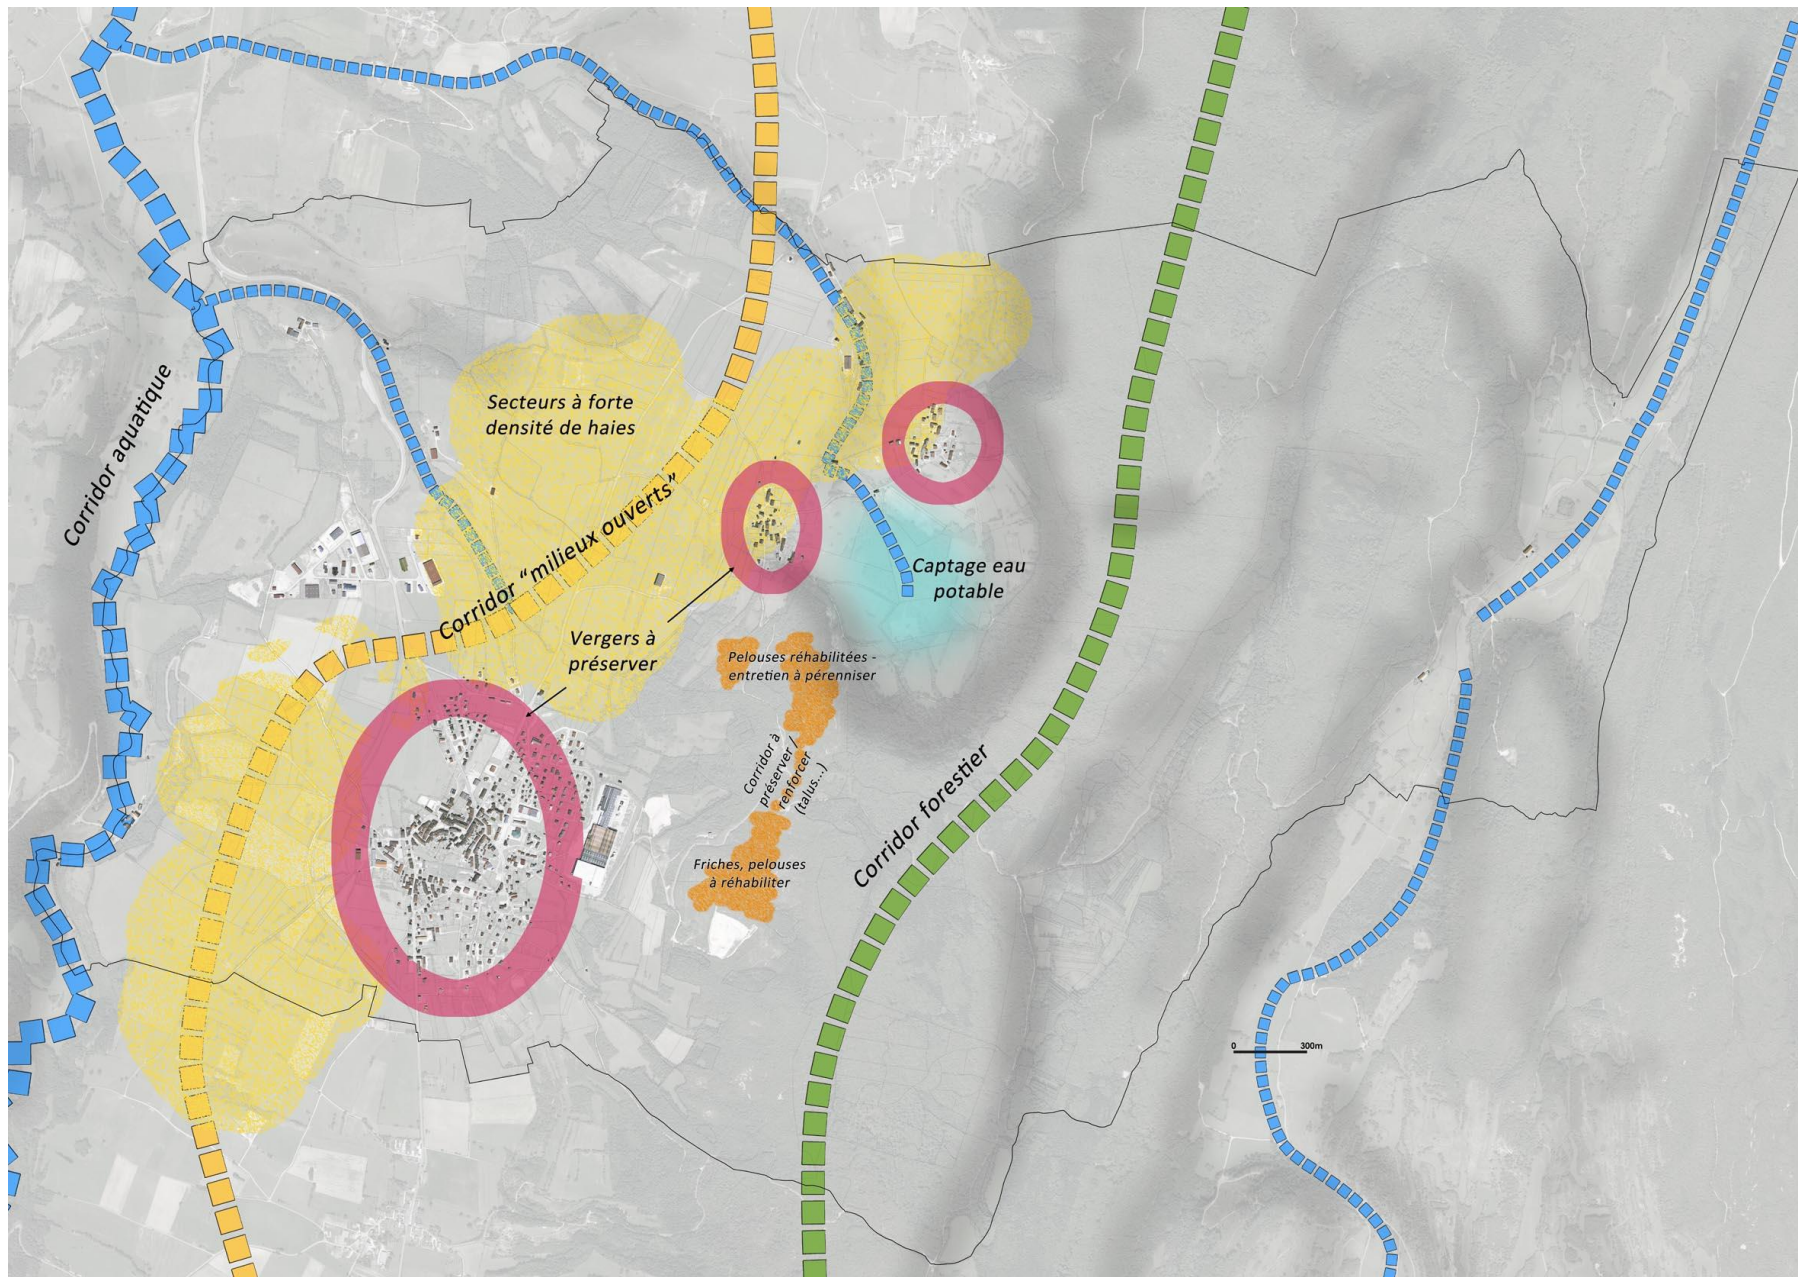 Corridor aquatique
Secteurs à forte
densité de haies
Corridor “milieux ouverts”
Captage eau
potable
Vergers à
préserver
Pelouses réhabilitées -
entretien à pérenniser
Corridor à
préserver /
renforcer
(talus...)
Corridor forestier
Friches, pelouses
à réhabiliter
0 300m